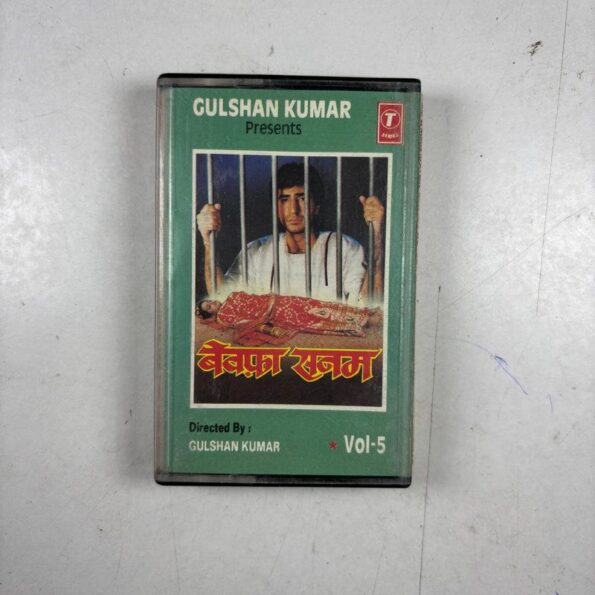 GULSHAN KUMAR
Presents
T
SERIES
बेवफ़ा सनम
Directed By :
GULSHAN KUMAR
★ Vol-5